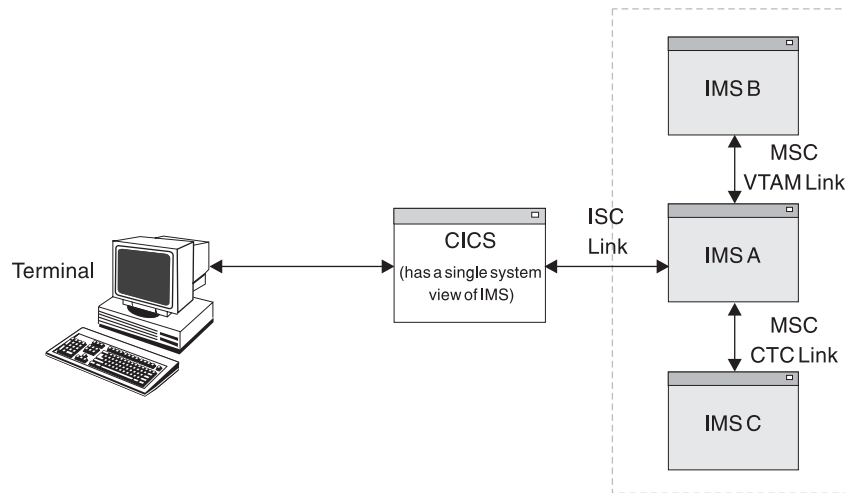 IMS B
MSC
VTAM Link
ISC
Link
CICS
(has a single system
view of IMS)
IMS A
Terminal
MSC
CTC Link
IMS C